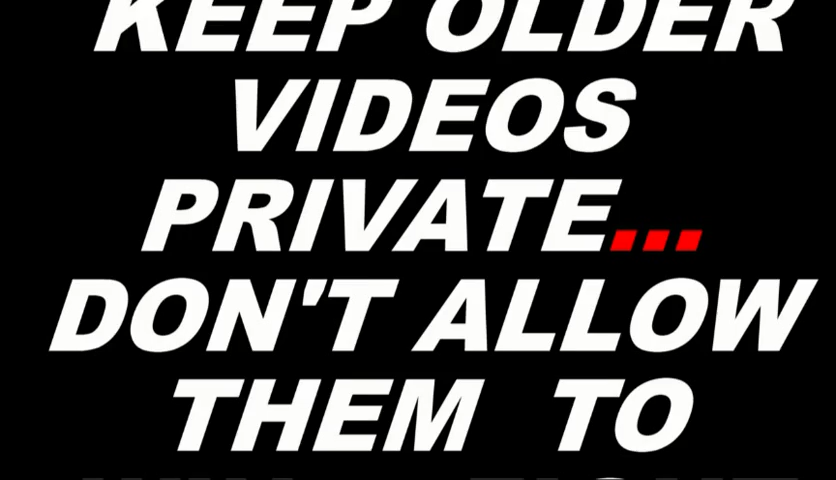 KEEP OLDER
VIDEOS
PRIVATE...
DON'T ALLOW
THEM TO